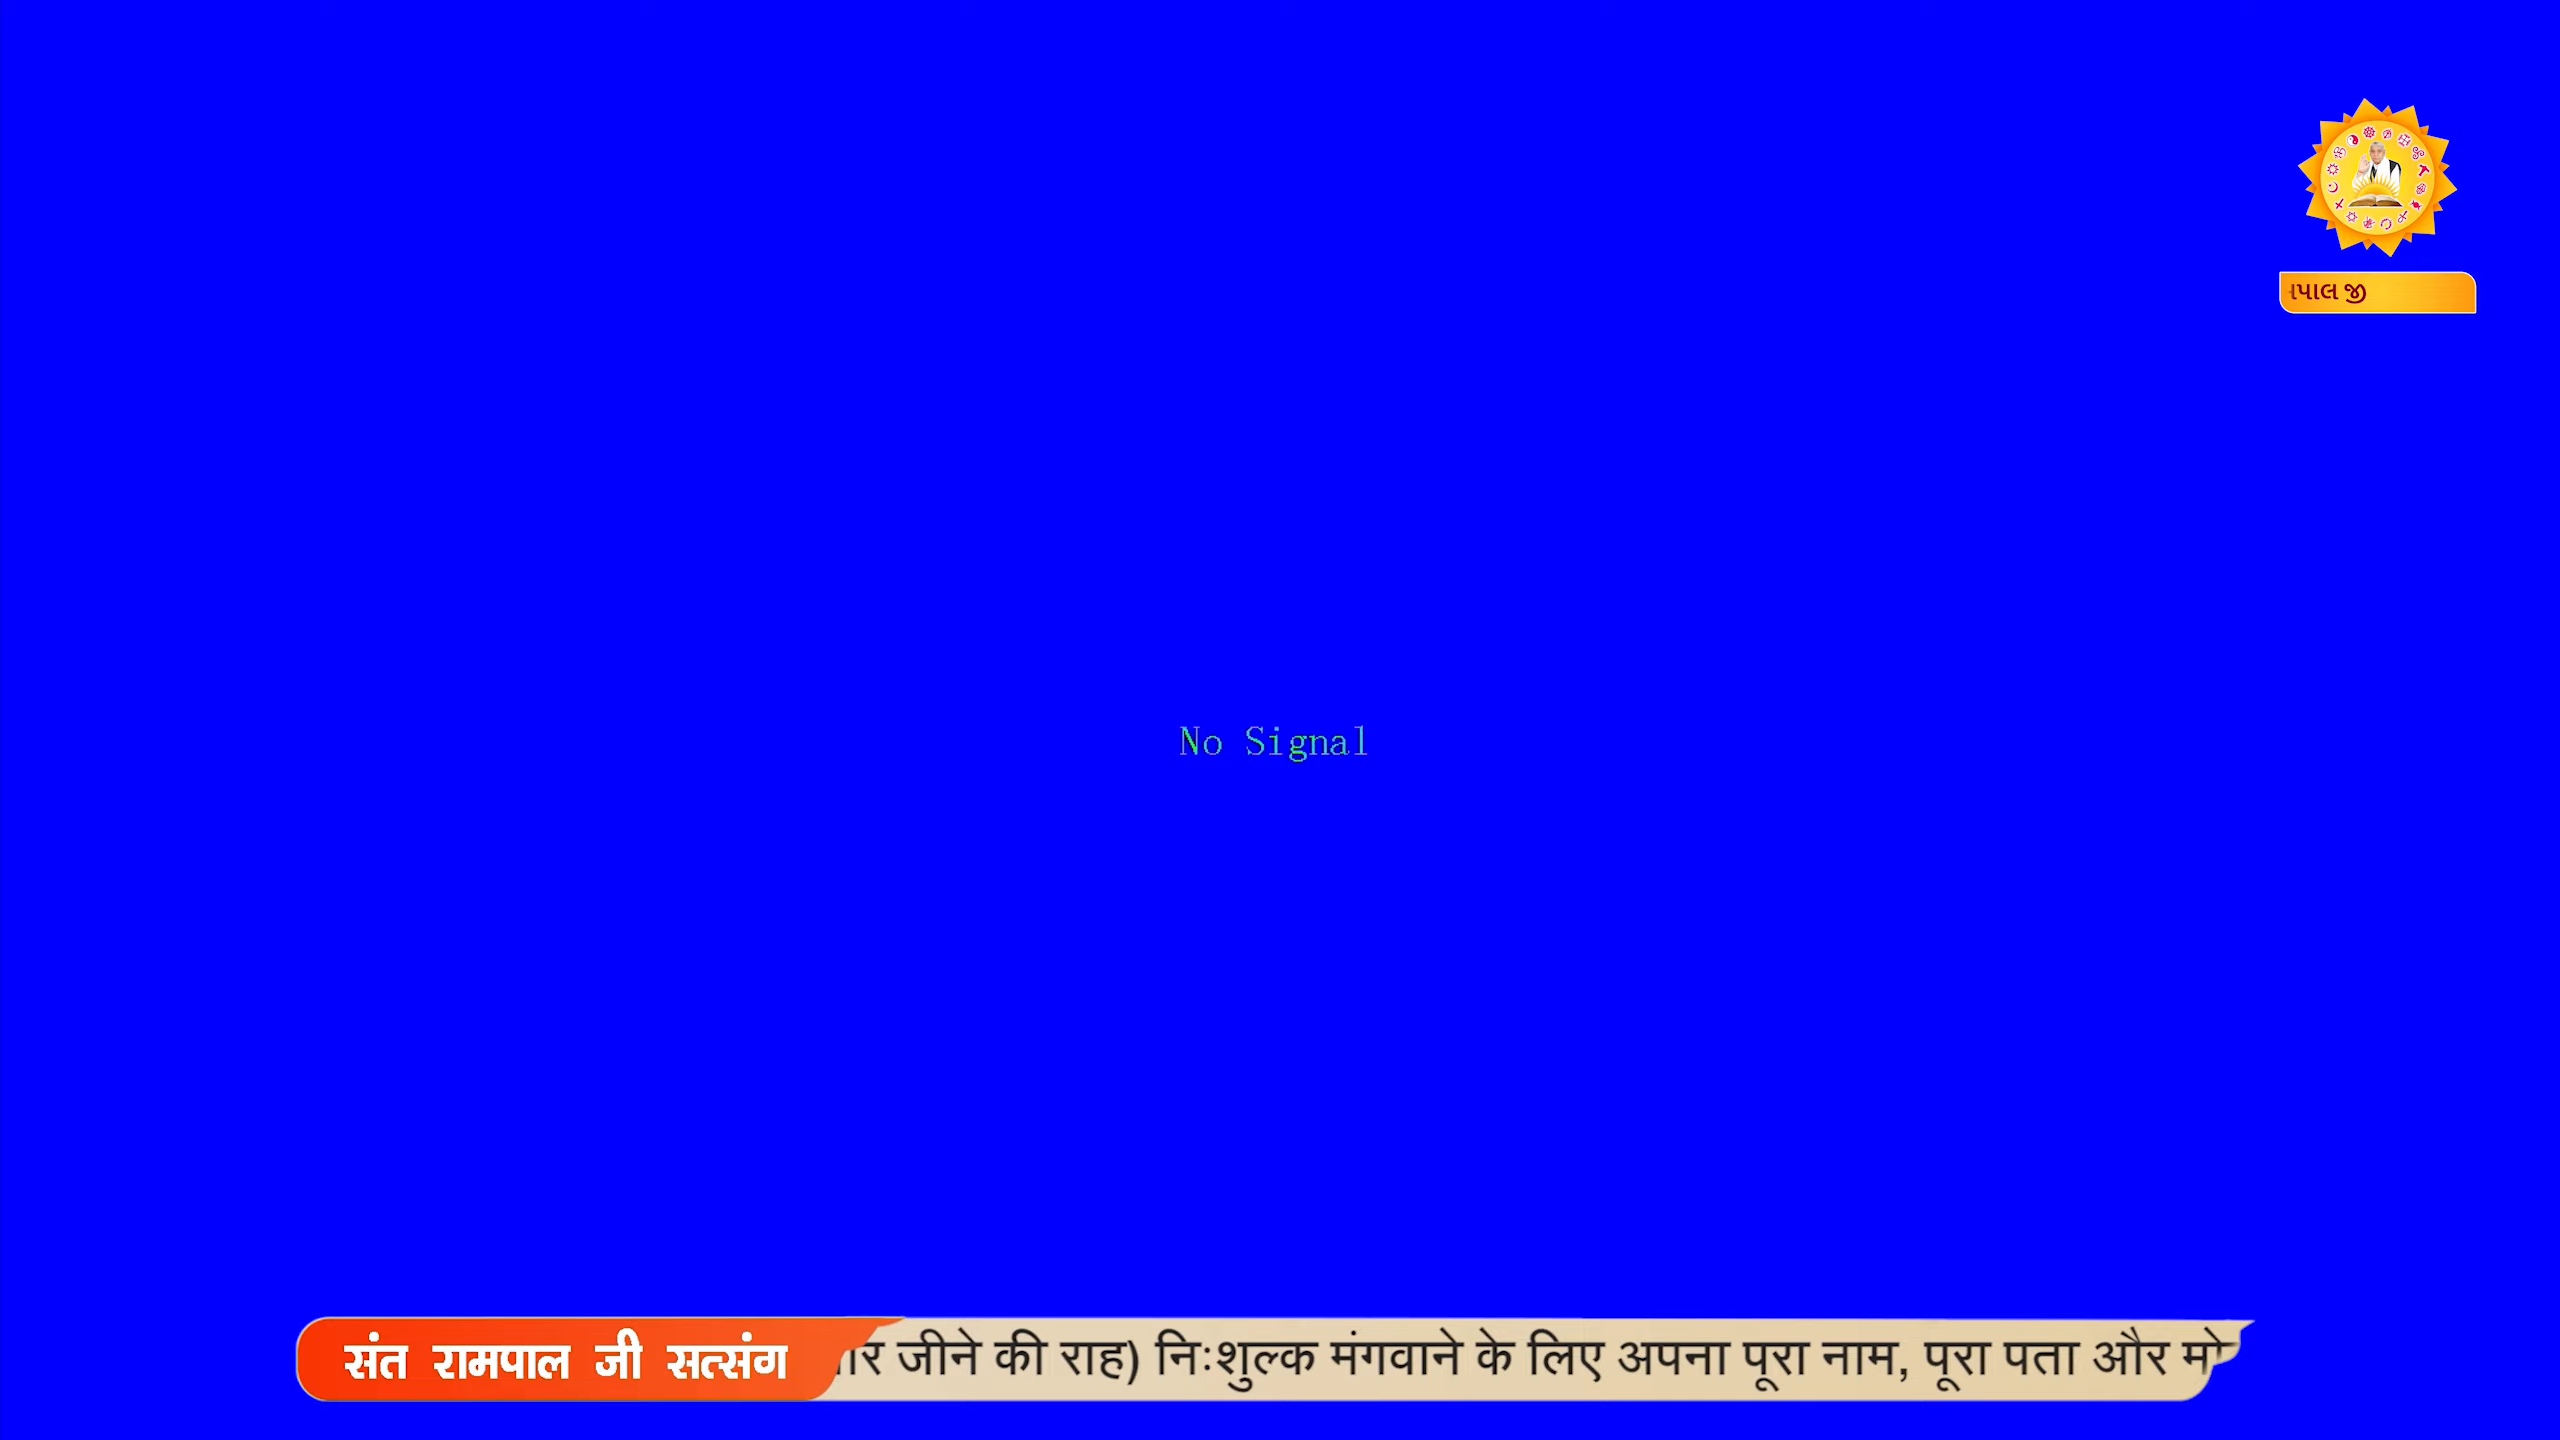 જી
No Signal
संत रामपाल जी सत्संग
जीने की राह) निःशुल्क मंगवाने के लिए अपना पूरा नाम, पूरा पता और